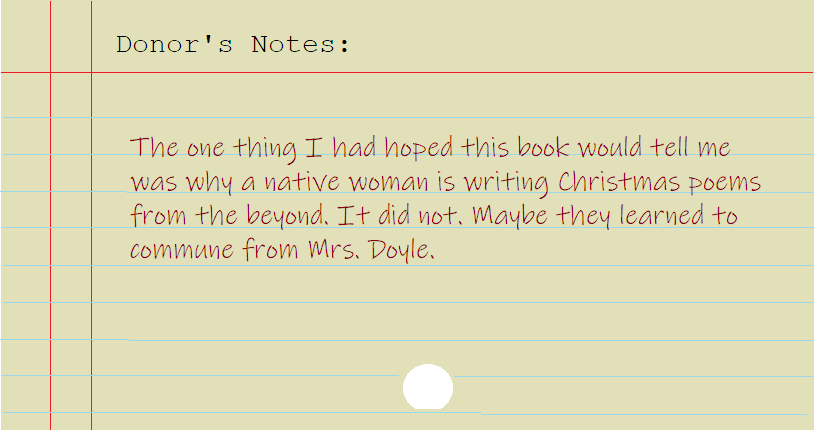 Donor's Notes:
The one thing I had hoped this book would tell me
was why a native woman is writing Christmas poems
from the beyond. It did not. Maybe they learned to
commune from Mrs. Doyle.